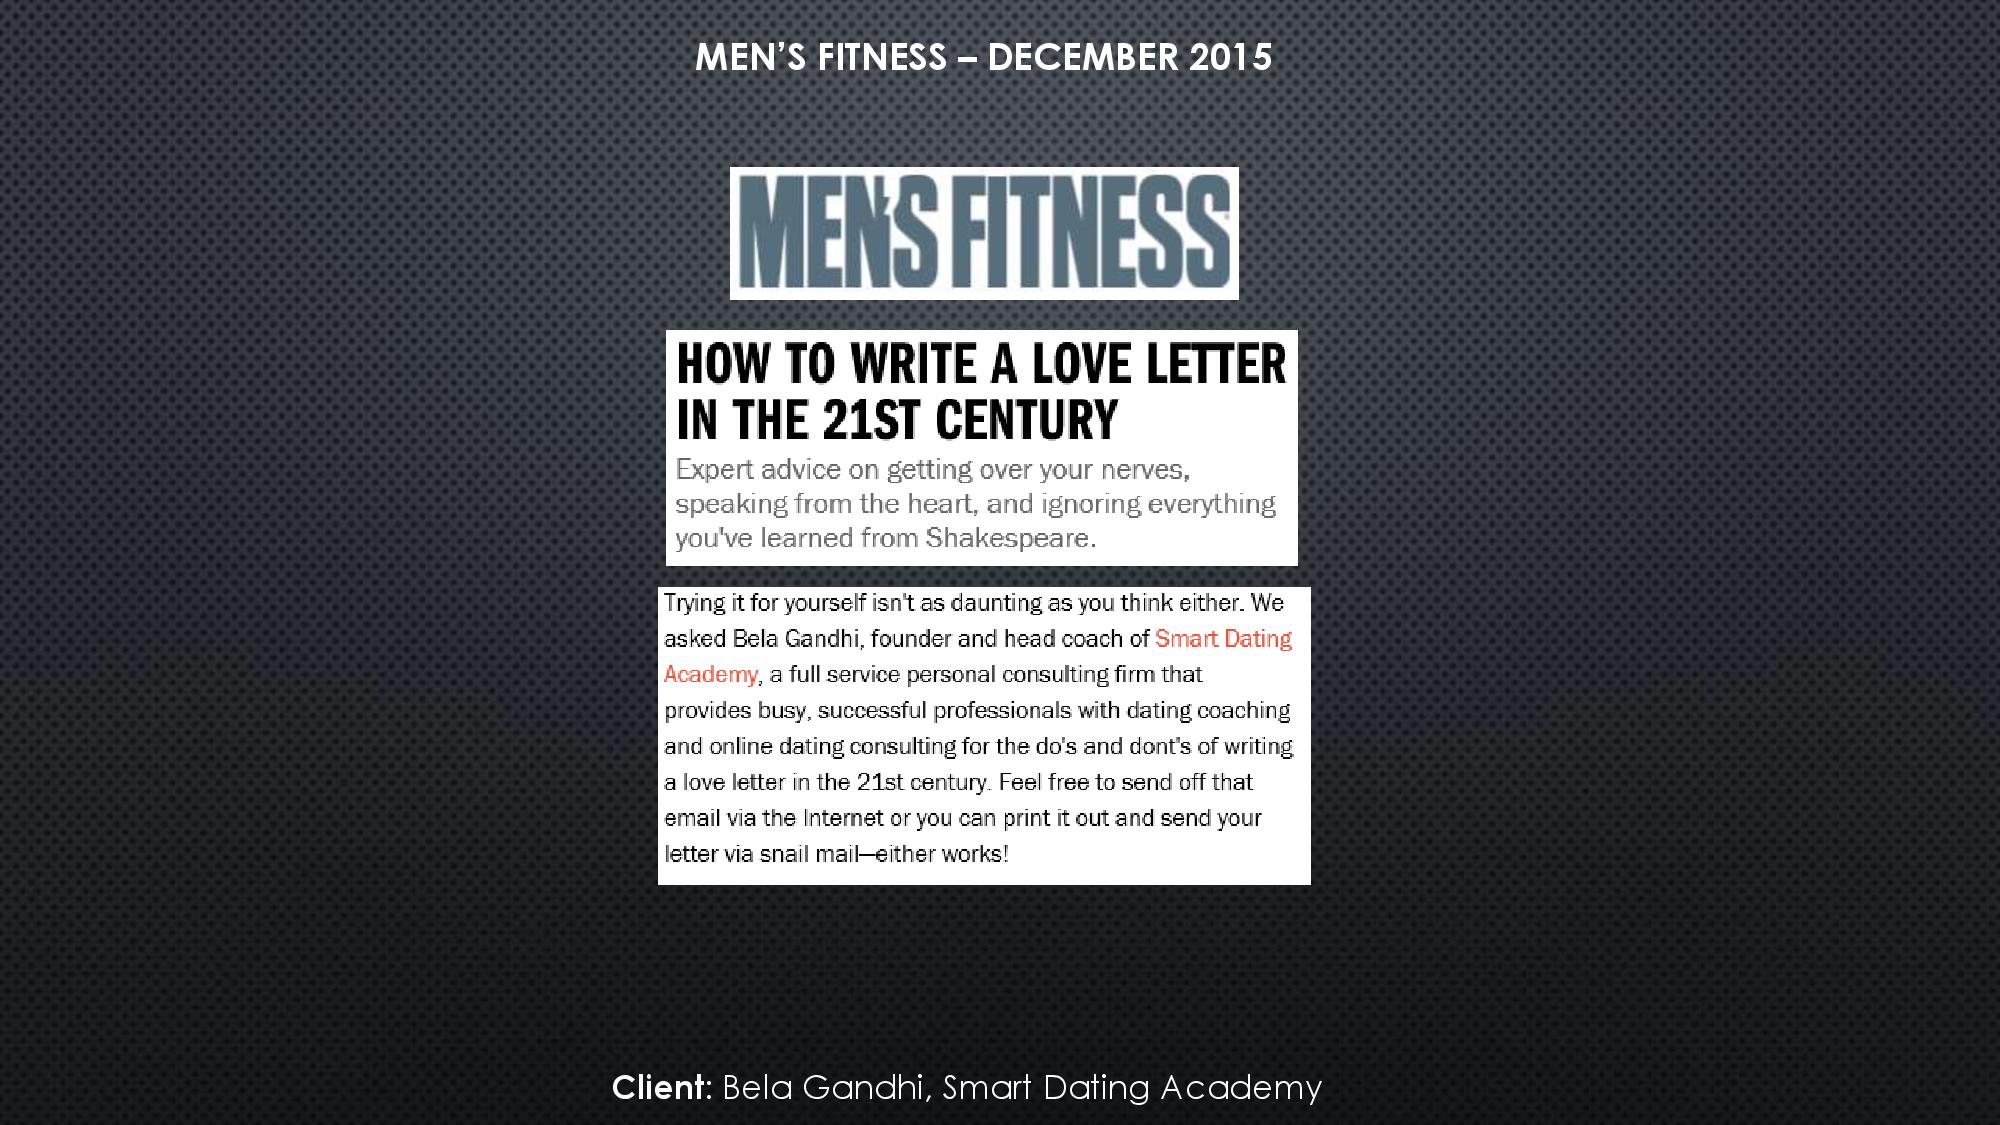 MEN’S FITNESS – DECEMBER 2015
MEN'S FITNESS
HOW TO WRITE A LOVE LETTER
IN THE 21ST CENTURY
Expert advice on getting over your nerves,
speaking from the heart, and ignoring everything
you've learned from Shakespeare.
Trying it for yourself isn't as daunting as you think either. We
asked Bela Gandhi, founder and head coach of Smart Dating
Academy, a full service personal consulting firm that
provides busy, successful professionals with dating coaching
and online dating consulting for the do's and dont's of writing
a love letter in the 21st century. Feel free to send off that
email via the Internet or you can print it out and send your
letter via snail mail—either works!
Client: Bela Gandhi, Smart Dating Academy